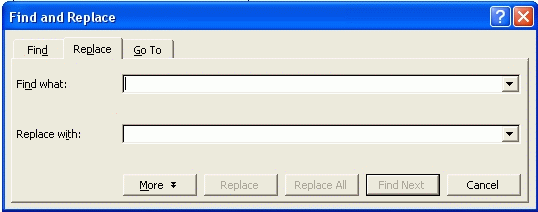 Find and Replace
Find Replace Go To
Find what:
Replace with:
More Replace Replace All Find Next Cancel